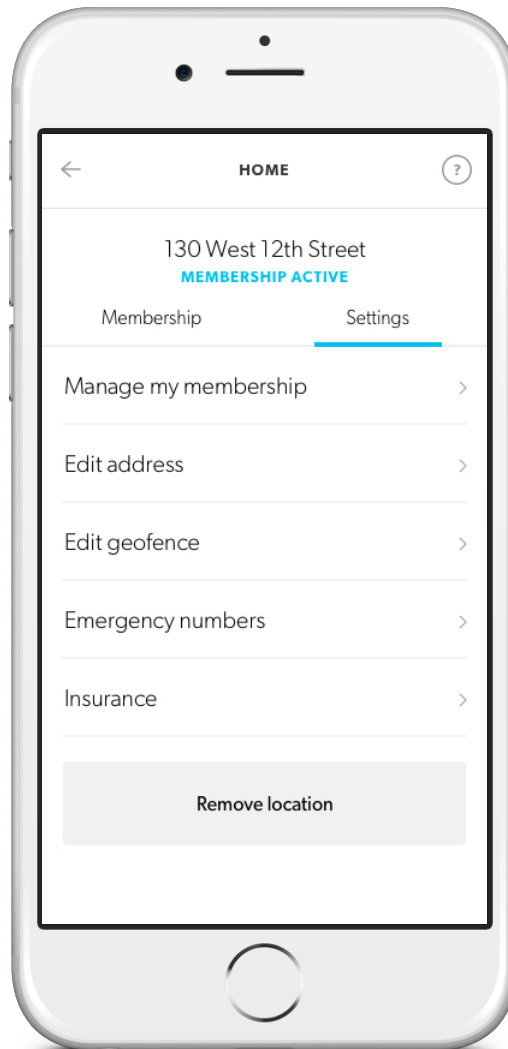 HOME
?
130 West 12th Street
MEMBERSHIP ACTIVE
Membership Settings
Manage my membership
Edit address
Edit geofence
Emergency numbers
Insurance
Remove location